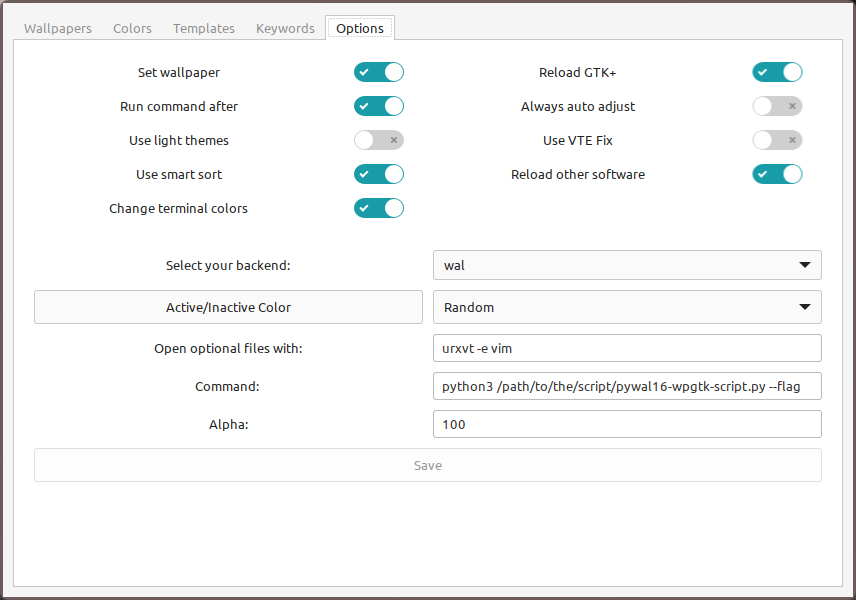 Wallpapers Colors Templates Keywords Options
Set wallpaper Reload GTK+
Run command after Always auto adjust
Use light themes Use VTE Fix
Use smart sort Reload other software
Change terminal colors
Select your backend: wal
Active/Inactive Color Random
Open optional files with: urxvt -e vim
Command: python3 /path/to/the/script/pywal16-wpgtk-script.py --flag
Alpha: 100
Save